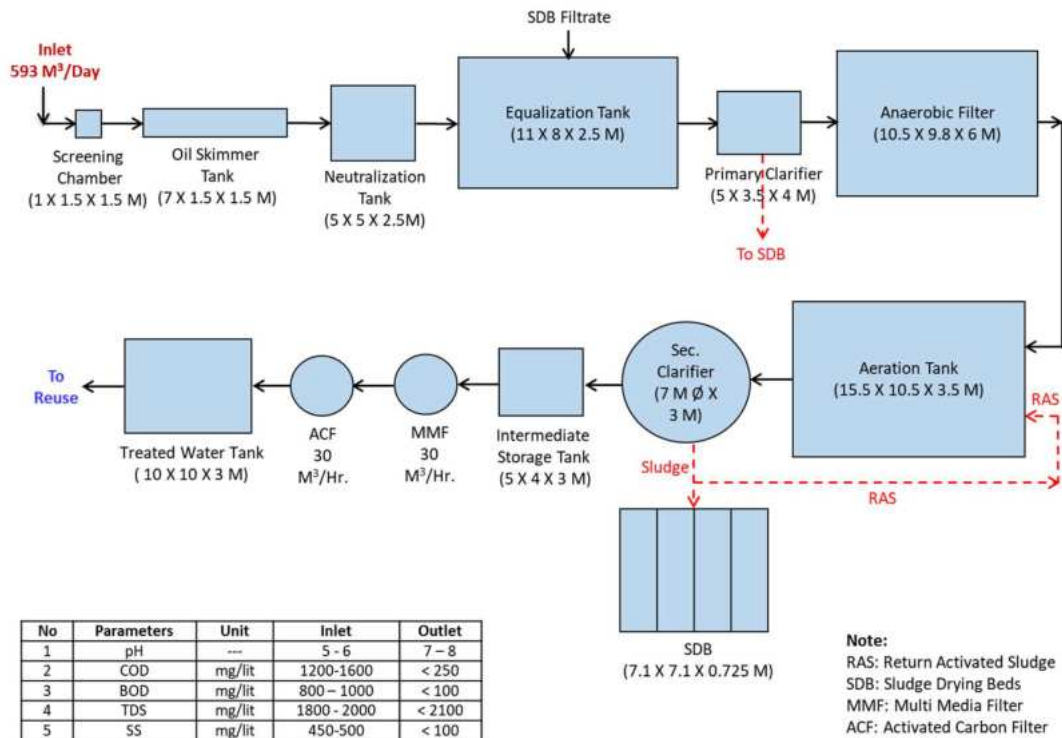 SDB Filtrate
Inlet
593 M³/Day
Screening
Chamber
(1 X 1.5 X 1.5 M)
Oil Skimmer
Tank
(7 X 1.5 X 1.5 M)
Neutralization
Tank
(5 X 5 X 2.5M)
Equalization Tank
(11 X 8 X 2.5 M)
Primary Clarifier
(5 X 3.5 X 4 M)
To SDB
Anaerobic Filter
(10.5 X 9.8 X 6 M)
Aeration Tank
(15.5 X 10.5 X 3.5 M)
RAS
RAS
Sec.
Clarifier
(7 M Ø X
3 M)
Sludge
Intermediate
Storage Tank
(5 X 4 X 3 M)
MMF
30
M³/Hr.
ACF
30
M³/Hr.
Treated Water Tank
( 10 X 10 X 3 M)
To
Reuse
SDB
(7.1 X 7.1 X 0.725 M)
No Parameters Unit Inlet Outlet
1 pH --- 5 - 6 7 – 8
2 COD mg/lit 1200-1600 < 250
3 BOD mg/lit 800 – 1000 < 100
4 TDS mg/lit 1800 - 2000 <2100
5 SS mg/lit 450-500 < 100
Note:
RAS: Return Activated Sludge
SDB: Sludge Drying Beds
MMF: Multi Media Filter
ACF: Activated Carbon Filter